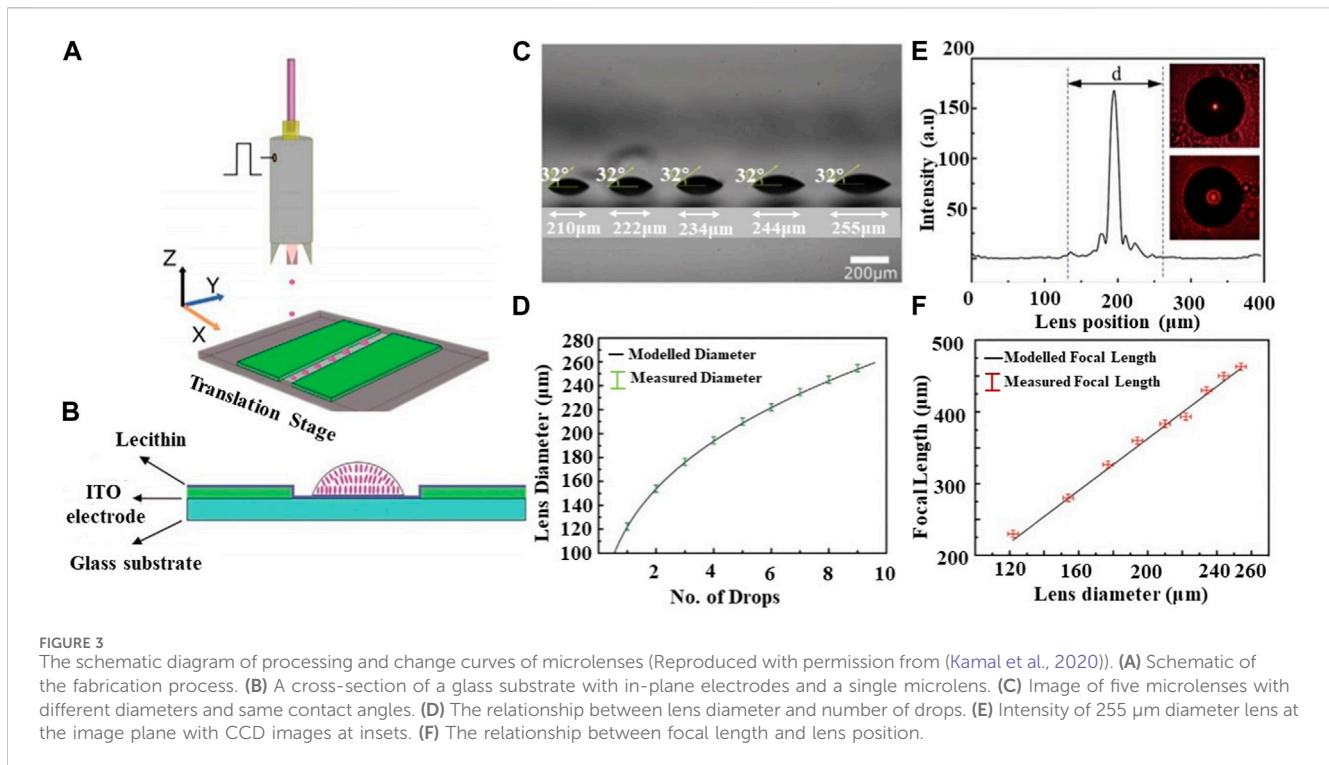 A
Z
Y
X
Translation Stage
B
Lecithin
ITO
electrode
Glass substrate
C
32° 32° 32° 32° 32°
210µm 222µm 234µm 244µm 255µm
200µm
D
280
260
240
220
200
180
160
140
120
100
Lens Diameter (µm)
Modelled Diameter
Measured Diameter
2 4 6 8 10
No. of Drops
E
200
150
100
50
Intensity (a.u)
d
0 100 200 300 400
Lens position (µm)
F
500
400
300
200
Focal Length (µm)
Modelled Focal Length
Measured Focal Length
120 160 200 240 260
Lens diameter (µm)
FIGURE 3
The schematic diagram of processing and change curves of microlenses (Reproduced with permission from (Kamal et al., 2020)). (A) Schematic of
the fabrication process. (B) A cross-section of a glass substrate with in-plane electrodes and a single microlens. (C) Image of five microlenses with
different diameters and same contact angles. (D) The relationship between lens diameter and number of drops. (E) Intensity of 255 µm diameter lens at
the image plane with CCD images at insets. (F) The relationship between focal length and lens position.